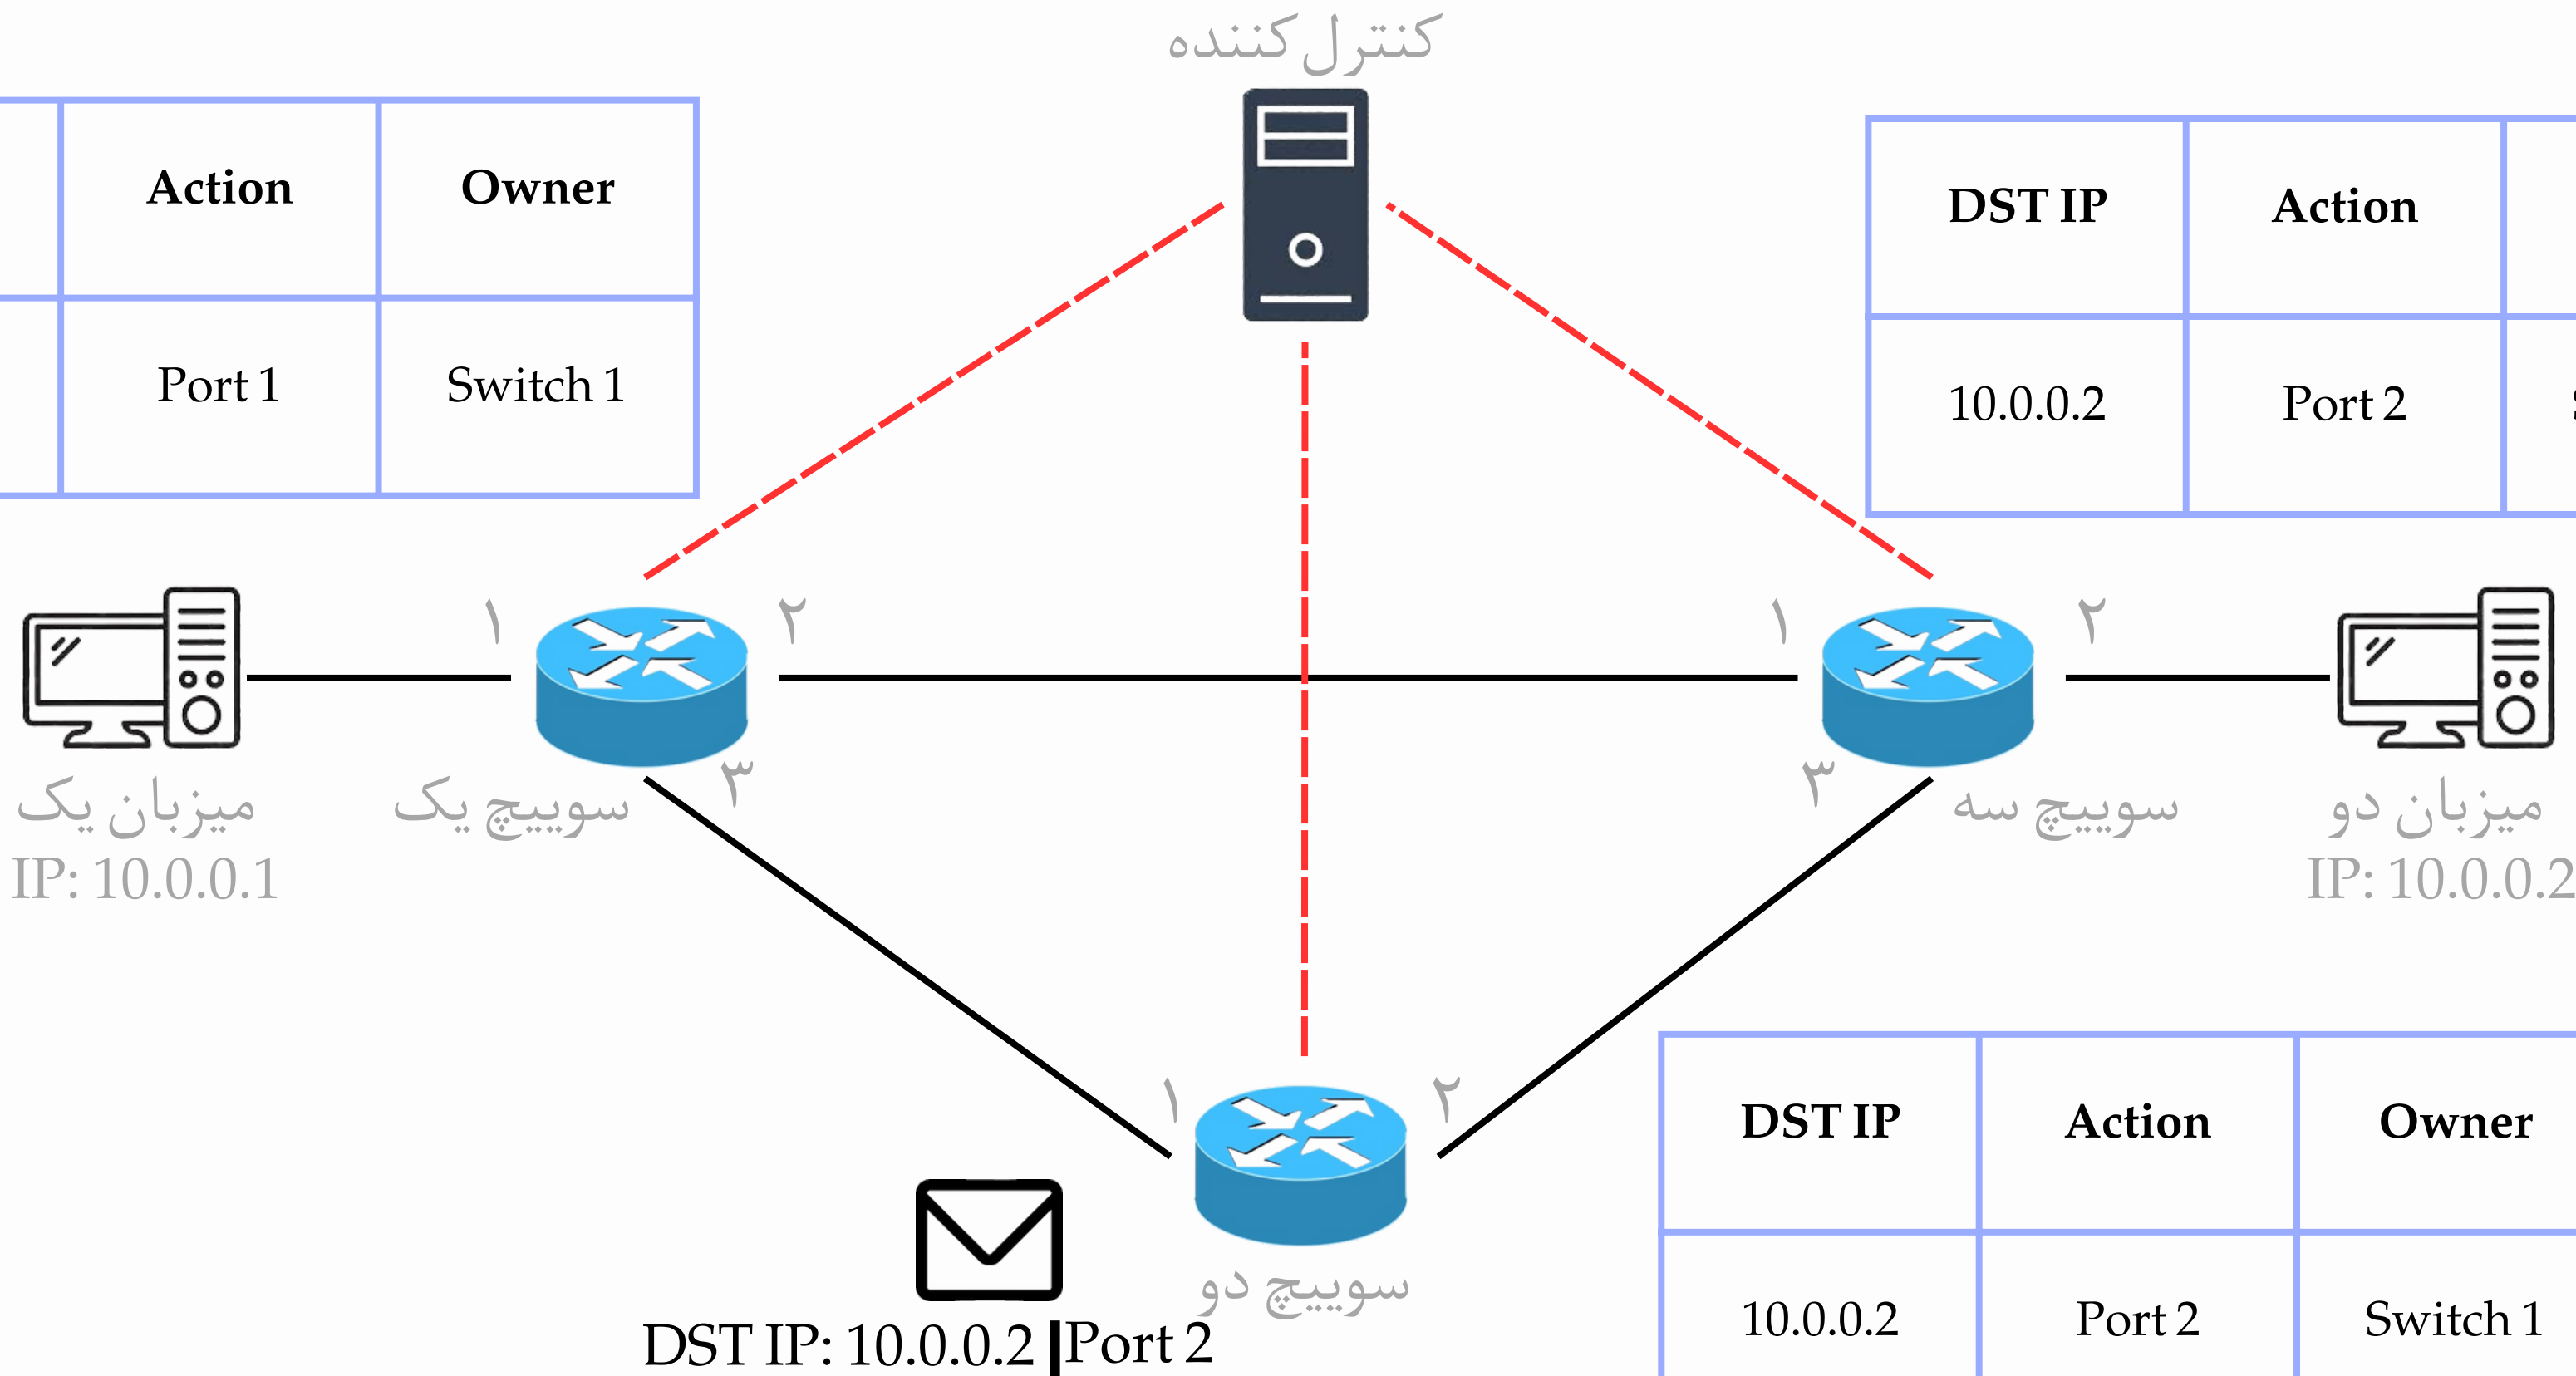 کنترل‌کننده
Action Owner
Port 1 Switch 1
DST IP Action
10.0.0.2 Port 2
۱ ۲ ۳
۱ ۲ ۳
میزبان یک
IP: 10.0.0.1
سوییچ یک
سوییچ سه
میزبان دو
IP: 10.0.0.2
۱ ۲
سوییچ دو
DST IP: 10.0.0.2 |Port 2
DST IP Action Owner
10.0.0.2 Port 2 Switch 1